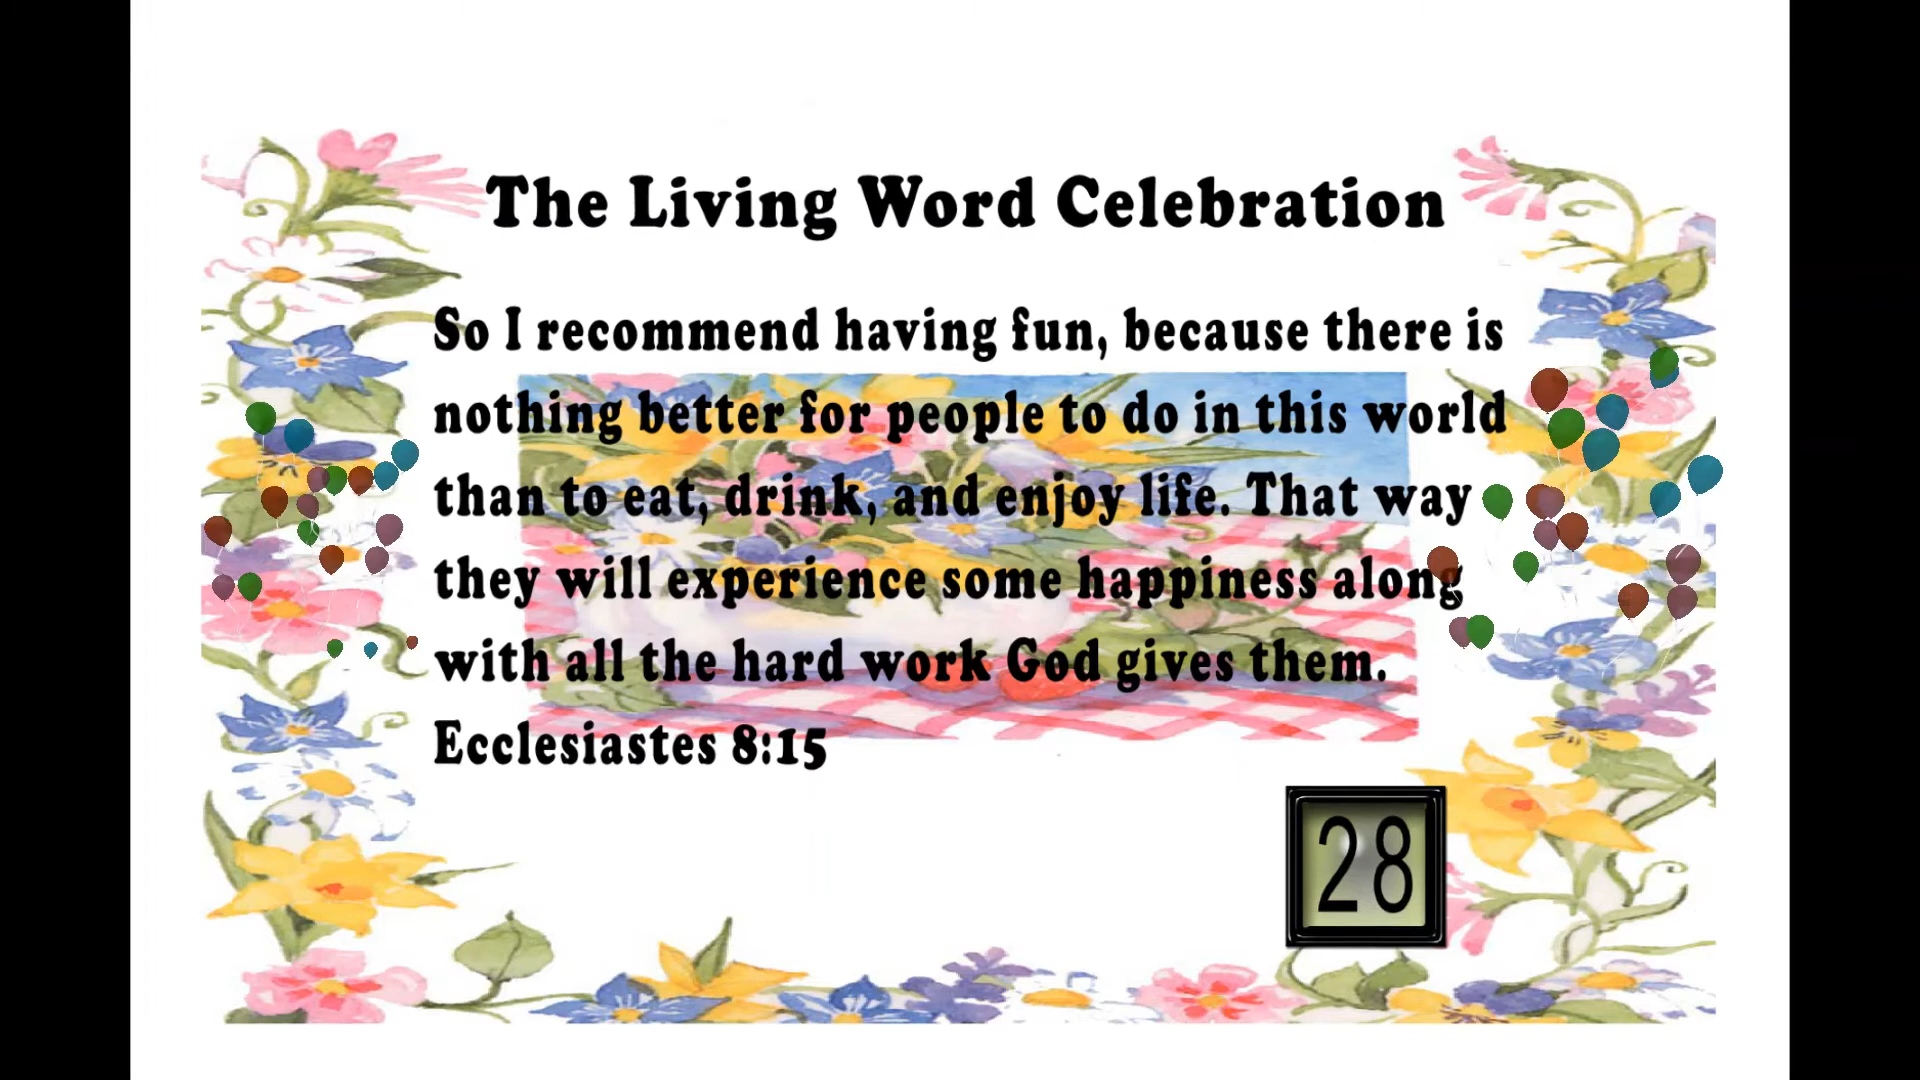 The Living Word Celebration
So I recommend having fun, because there is
nothing better for people to do in this world
than to eat, drink, and enjoy life. That way
they will experience some happiness along
with all the hard work God gives them.
Ecclesiastes 8:15
28